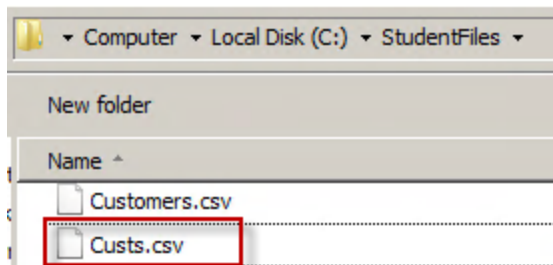 Computer Local Disk (C:) StudentFiles
New folder
Name
Customers.csv
Custs.csv